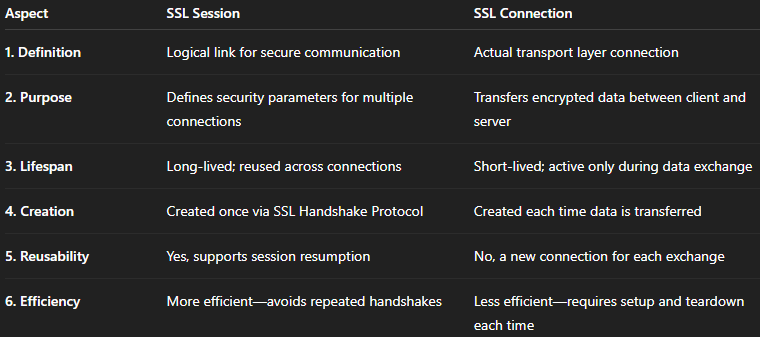 Aspect SSL Session SSL Connection
1. Definition Logical link for secure communication Actual transport layer connection
2. Purpose Defines security parameters for multiple connections Transfers encrypted data between client and server
3. Lifespan Long-lived; reused across connections Short-lived; active only during data exchange
4. Creation Created once via SSL Handshake Protocol Created each time data is transferred
5. Reusability Yes, supports session resumption No, a new connection for each exchange
6. Efficiency More efficient—avoids repeated handshakes Less efficient—requires setup and teardown each time